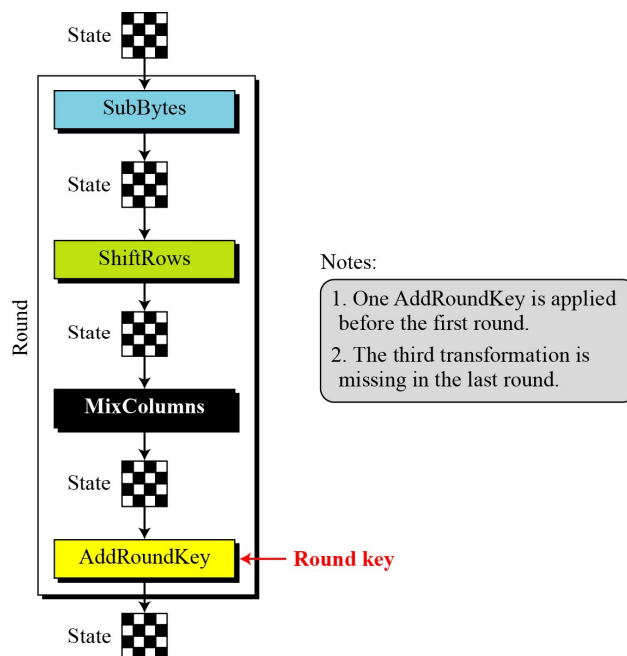 State
SubBytes
State
ShiftRows
State
MixColumns
State
AddRoundKey
Round key
State
Round
Notes:
1. One AddRoundKey is applied
before the first round.
2. The third transformation is
missing in the last round.